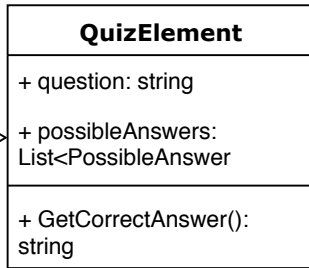 QuizElement
+ question: string
+ possibleAnswers:
List<PossibleAnswer
+ GetCorrectAnswer():
string